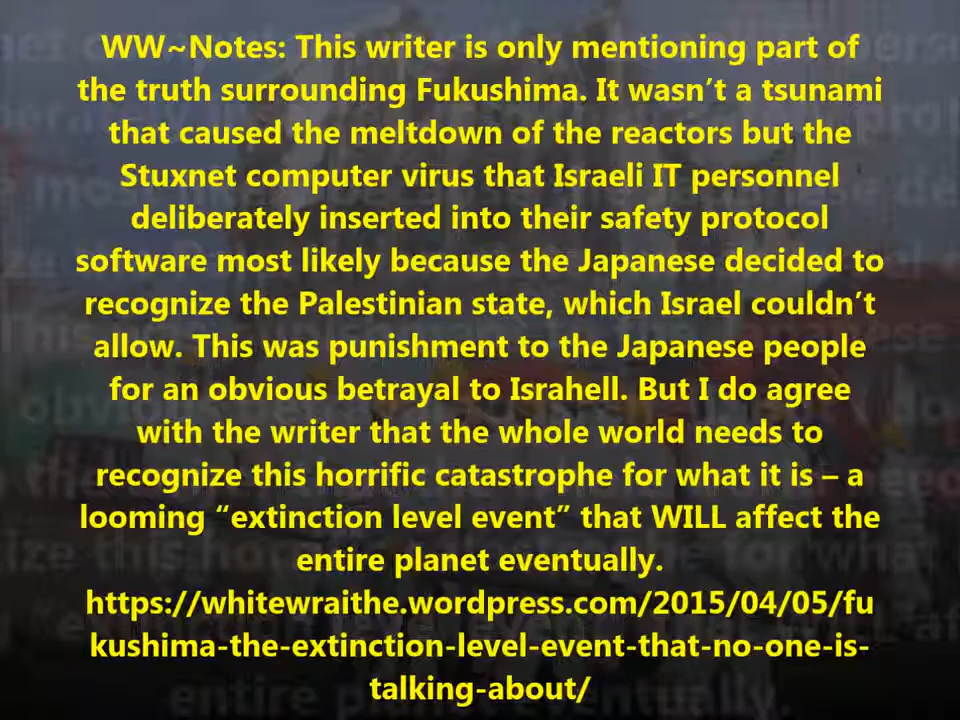 WW~Notes: This writer is only mentioning part of
the truth surrounding Fukushima. It wasn’t a tsunami
that caused the meltdown of the reactors but the
Stuxnet computer virus that Israeli IT personnel
deliberately inserted into their safety protocol
software most likely because the Japanese decided to
recognize the Palestinian state, which Israel couldn’t
allow. This was punishment to the Japanese people
for an obvious betrayal to Israhell. But I do agree
with the writer that the whole world needs to
recognize this horrific catastrophe for what it is – a
looming “extinction level event” that WILL affect the
entire planet eventually.
https://whitewraithe.wordpress.com/2015/04/05/fu
kushima-the-extinction-level-event-that-no-one-is-
talking-about/